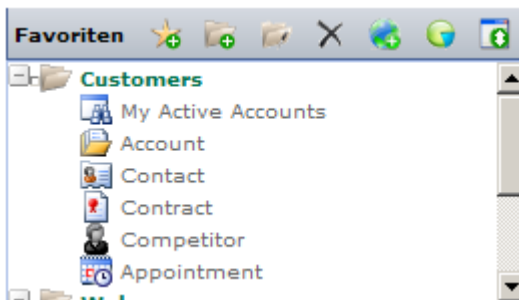 Favoriten
Customers
My Active Accounts
Account
Contact
Contract
Competitor
Appointment